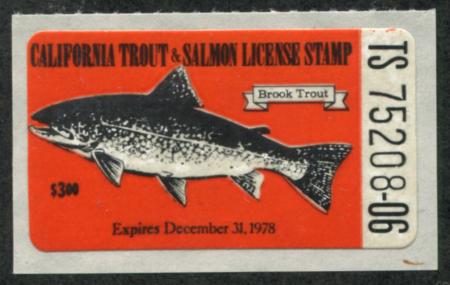 CALIFORNIA TROUT & SALMON LICENSE STAMP
Brook Trout
$3.00
Expires December 31, 1978
TS 75208-06